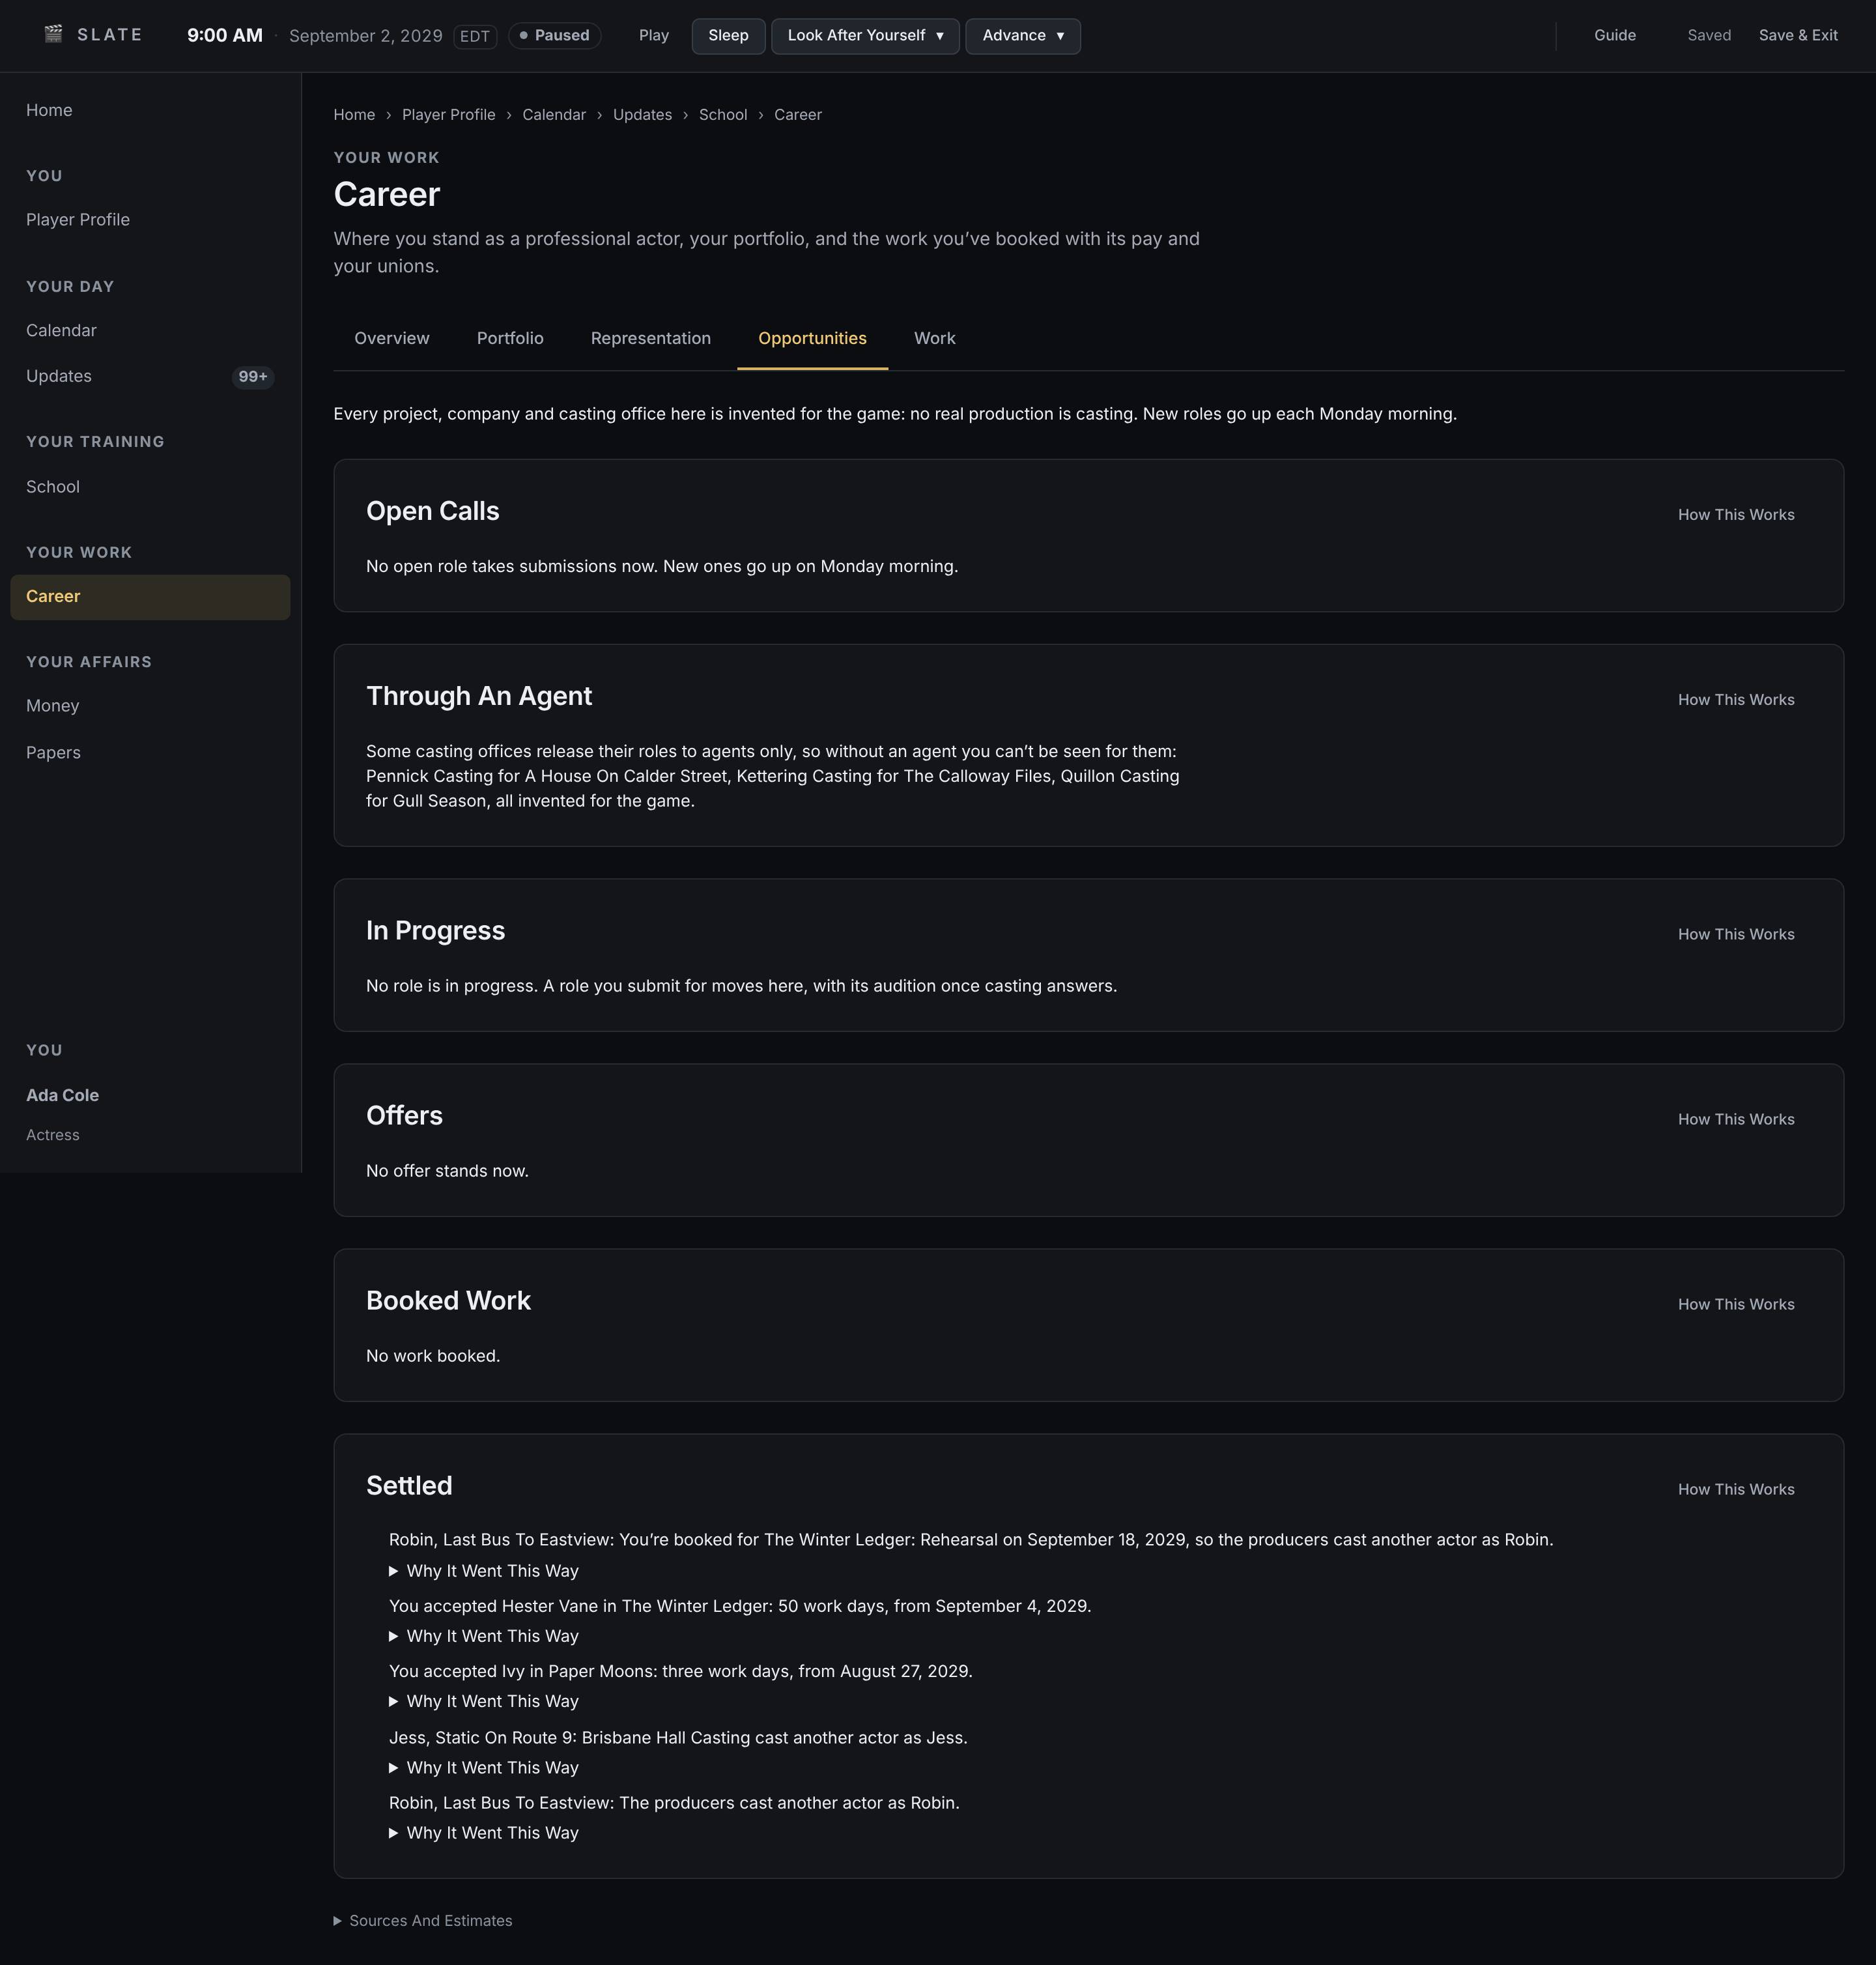 SLATE
9:00 AM · September 2, 2029 EDT Paused Play Sleep Look After Yourself Advance Guide Saved Save & Exit
Home
YOU
Player Profile
YOUR DAY
Calendar
Updates 99+
YOUR TRAINING
School
YOUR WORK
Career
YOUR AFFAIRS
Money
Papers
YOU
Ada Cole
Actress
Home › Player Profile › Calendar › Updates › School › Career
YOUR WORK
Career
Where you stand as a professional actor, your portfolio, and the work you’ve booked with its pay and
your unions.
Overview Portfolio Representation Opportunities Work
Every project, company and casting office here is invented for the game: no real production is casting. New roles go up each Monday morning.
Open Calls How This Works
No open role takes submissions now. New ones go up on Monday morning.
Through An Agent How This Works
Some casting offices release their roles to agents only, so without an agent you can’t be seen for them:
Pennick Casting for A House On Calder Street, Kettering Casting for The Calloway Files, Quillon Casting
for Gull Season, all invented for the game.
In Progress How This Works
No role is in progress. A role you submit for moves here, with its audition once casting answers.
Offers How This Works
No offer stands now.
Booked Work How This Works
No work booked.
Settled How This Works
Robin, Last Bus To Eastview: You’re booked for The Winter Ledger: Rehearsal on September 18, 2029, so the producers cast another actor as Robin.
Why It Went This Way
You accepted Hester Vane in The Winter Ledger: 50 work days, from September 4, 2029.
Why It Went This Way
You accepted Ivy in Paper Moons: three work days, from August 27, 2029.
Why It Went This Way
Jess, Static On Route 9: Brisbane Hall Casting cast another actor as Jess.
Why It Went This Way
Robin, Last Bus To Eastview: The producers cast another actor as Robin.
Why It Went This Way
Sources And Estimates